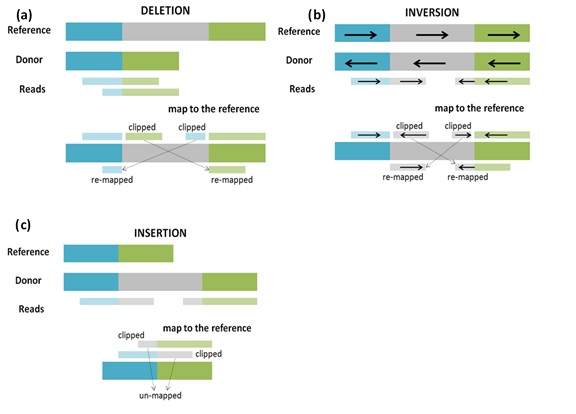 (a)
DELETION
Reference
Donor
Reads
map to the reference
clipped clipped
re-mapped re-mapped
(b)
INVERSION
Reference
Donor
Reads
map to the reference
clipped clipped
re-mapped re-mapped
(c)
INSERTION
Reference
Donor
Reads
map to the reference
clipped
clipped
un-mapped